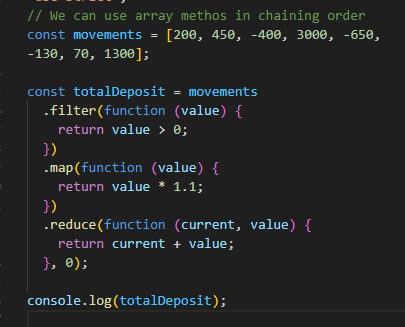 // We can use array methos in chaining order
const movements = [200, 450, -400, 3000, -650,
-130, 70, 1300];
const totalDeposit = movements
.filter(function (value) {
return value > 0;
})
.map(function (value) {
return value * 1.1;
})
.reduce(function (current, value) {
return current + value;
}, 0);
console.log(totalDeposit);